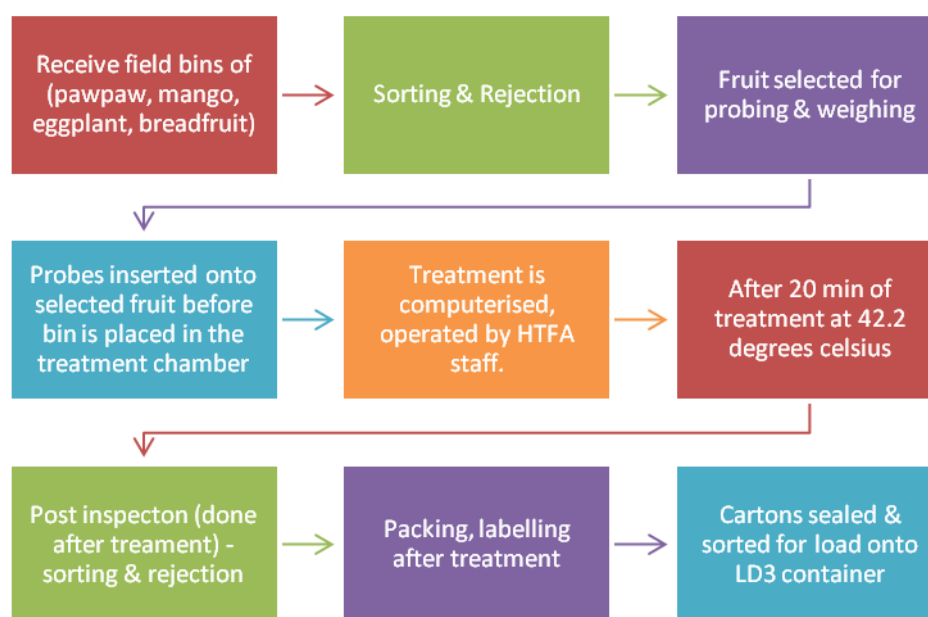 Receive field bins of
(pawpaw, mango,
eggplant, breadfruit)
Sorting & Rejection
Fruit selected for
probing & weighing
Probes inserted onto
selected fruit before
bin is placed in the
treatment chamber
Treatment is
computerised,
operated by HTFA
staff.
After 20 min of
treatment at 42.2
degrees celsius
Post inspecton (done
after treament) -
sorting & rejection
Packing, labelling
after treatment
Cartons sealed &
sorted for load onto
LD3 container